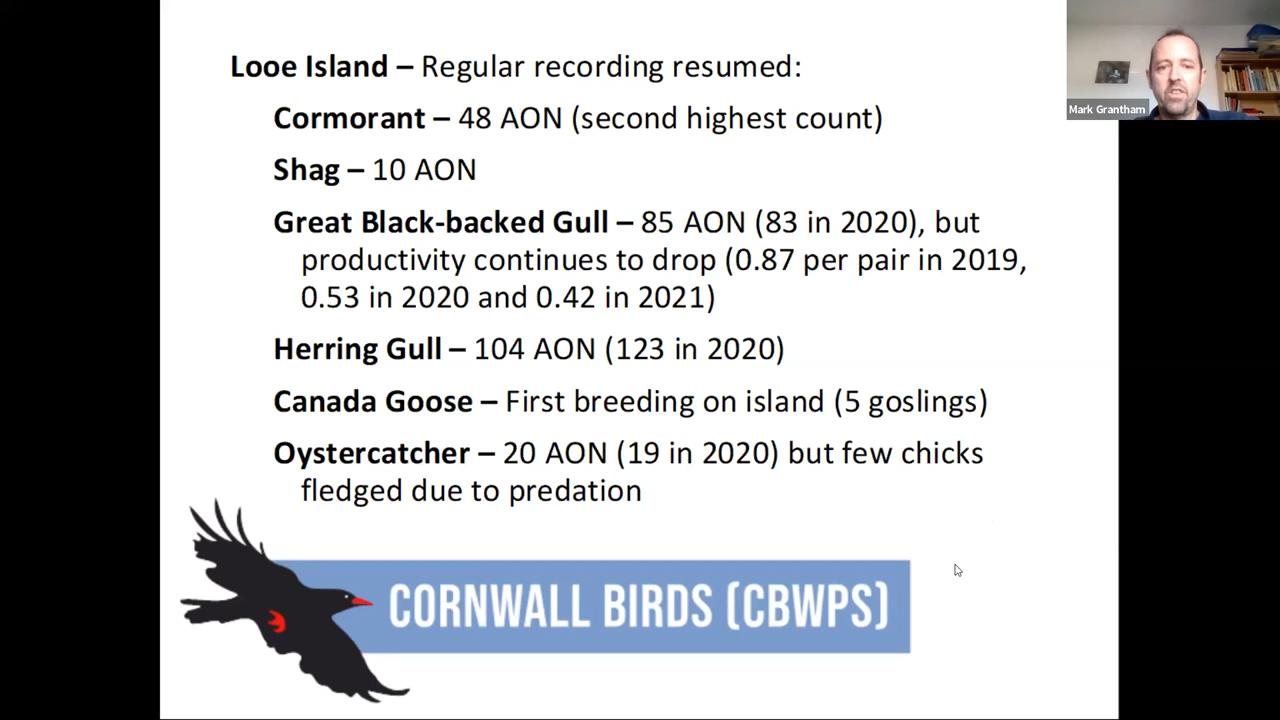 Looe Island – Regular recording resumed:
Cormorant – 48 AON (second highest count)
Shag – 10 AON
Great Black-backed Gull – 85 AON (83 in 2020), but
productivity continues to drop (0.87 per pair in 2019,
0.53 in 2020 and 0.42 in 2021)
Herring Gull – 104 AON (123 in 2020)
Canada Goose – First breeding on island (5 goslings)
Oystercatcher – 20 AON (19 in 2020) but few chicks
fledged due to predation
CORNWALL BIRDS (CBWPS)
Mark Grantham